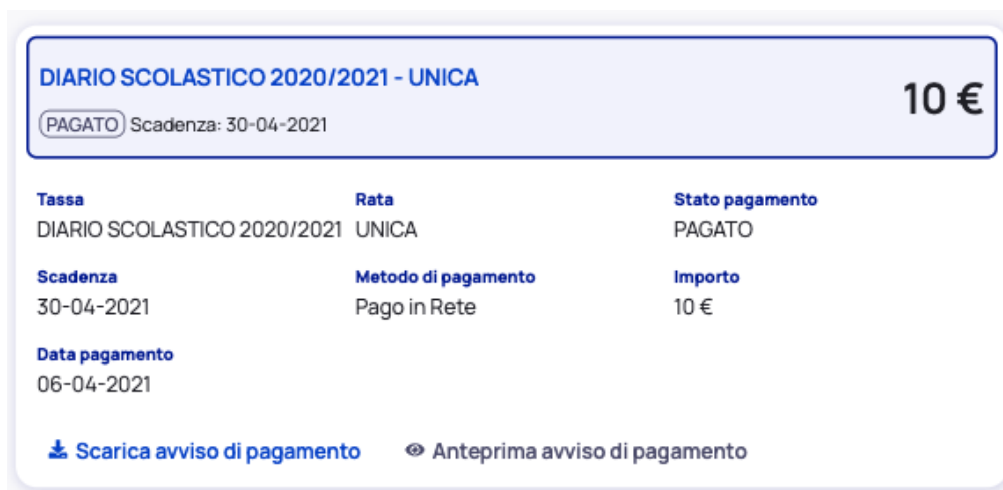 DIARIO SCOLASTICO 2020/2021 - UNICA
10 €
PAGATO Scadenza: 30-04-2021
Tassa
DIARIO SCOLASTICO 2020/2021
Rata
UNICA
Stato pagamento
PAGATO
Scadenza
30-04-2021
Metodo di pagamento
Pago in Rete
Importo
10 €
Data pagamento
06-04-2021
Scarica avviso di pagamento
Anteprima avviso di pagamento